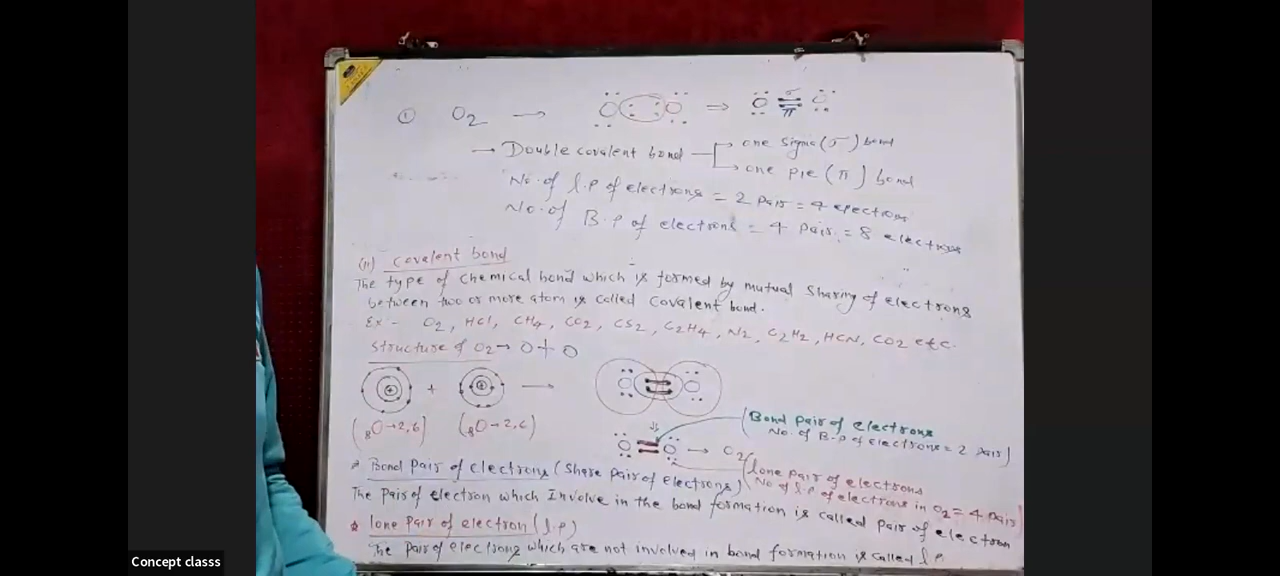 ① O2 → :O::O: ⇒ :O=O: σ π
→ Double covalent bond → one sigma (σ) bond
→ one pie (π) bond
No. of l.p of electrons = 2 pair = 4 electrons
No. of B.p of electrons = 4 pair = 8 electrons
(ii) Covalent bond
The type of chemical bond which is formed by mutual sharing of electrons
between two or more atom is called covalent bond.
Ex - O2, HCl, CH4, CO2, CS2, C2H4, N2, C2H2, HCN, CO2 etc.
Structure of O2 → O + O
+ →
(8O→2,6) (8O→2,6)
Bond pair of electrons
No. of B.p of electrons = 2 pair)
O=O → O2
lone pair of electrons
No of l.p of electrons in O2 = 4 pair)
Bond pair of electrons (share pair of electrons)
The pair of electron which Involve in the bond formation is called pair of electron
☆ lone pair of electron (l.p)
The pair of electrons which are not involved in bond formation is called l.p.
Concept classs